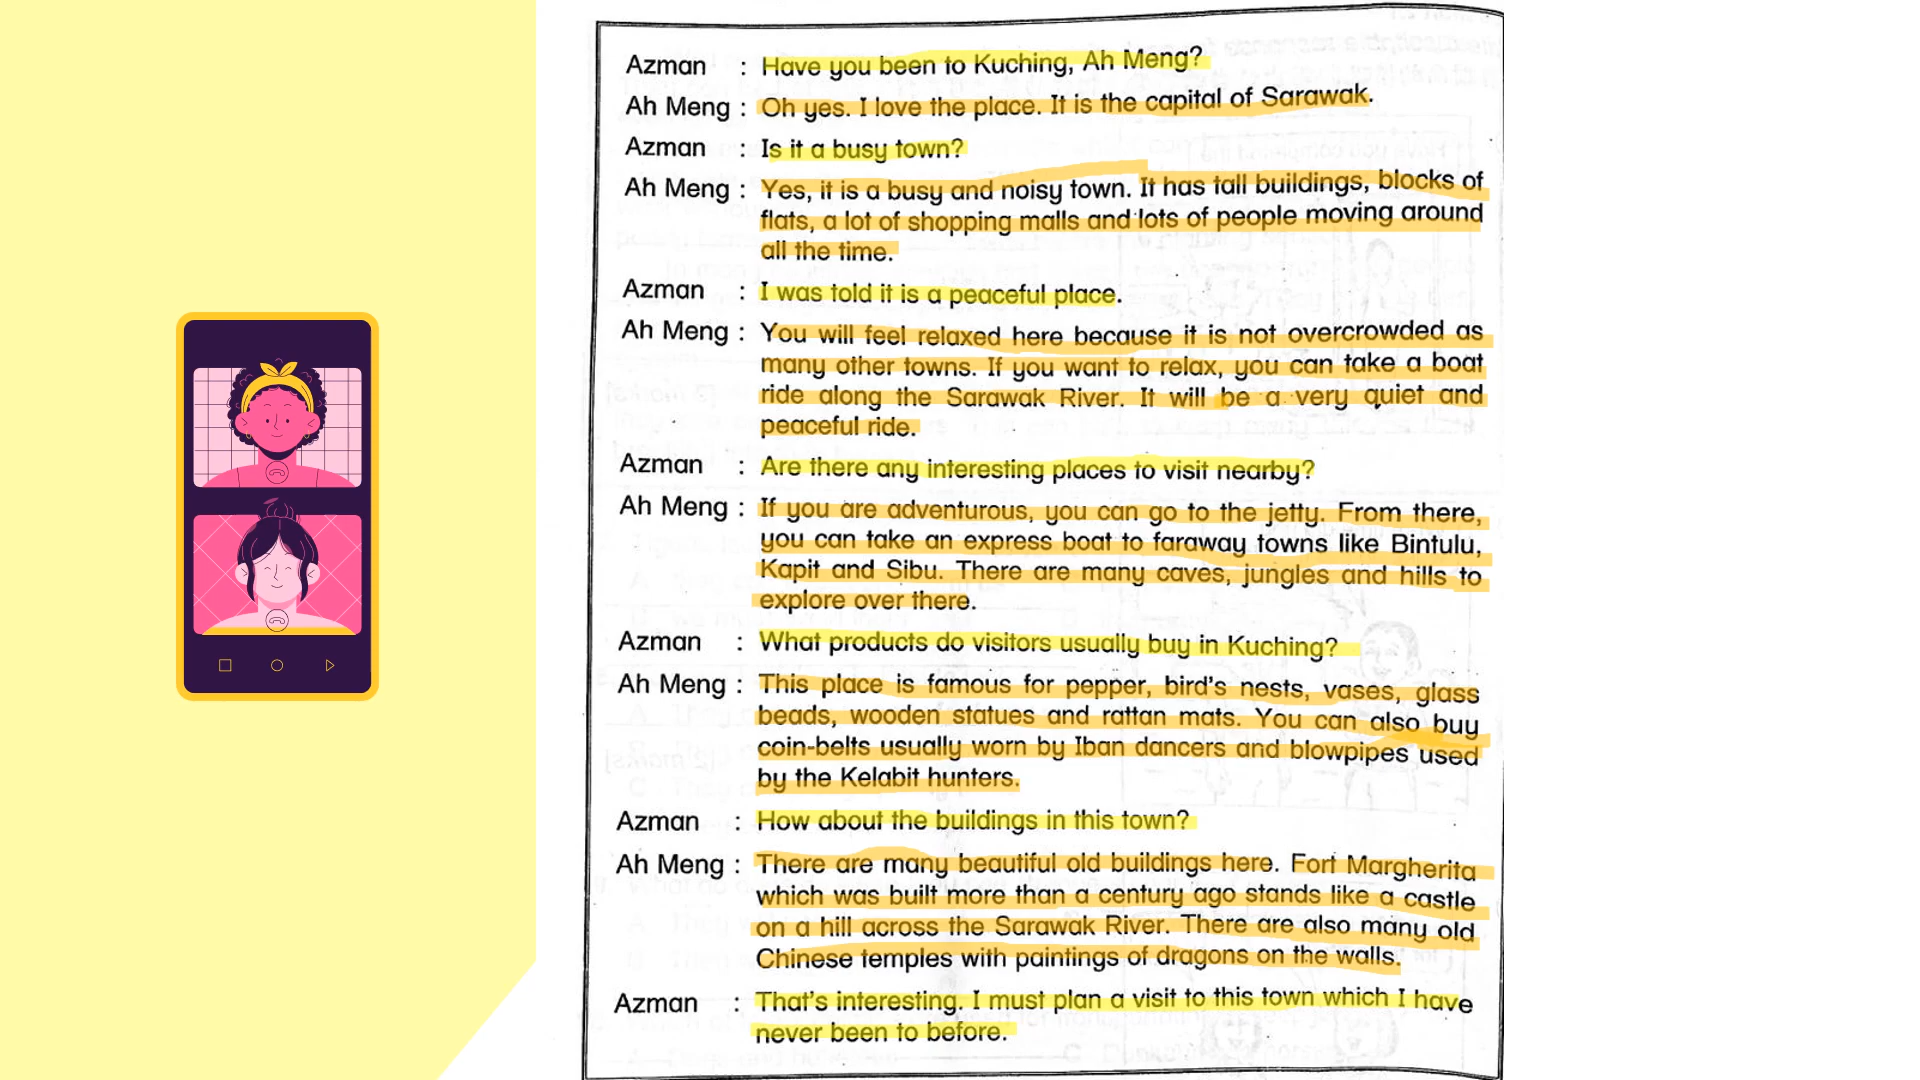 Azman : Have you been to Kuching, Ah Meng?
Ah Meng : Oh yes. I love the place. It is the capital of Sarawak.
Azman : Is it a busy town?
Ah Meng : Yes, it is a busy and noisy town. It has tall buildings, blocks of
flats, a lot of shopping malls and lots of people moving around
all the time.
Azman : I was told it is a peaceful place.
Ah Meng : You will feel relaxed here because it is not overcrowded as
many other towns. If you want to relax, you can take a boat
ride along the Sarawak River. It will be a very quiet and
peaceful ride.
Azman : Are there any interesting places to visit nearby?
Ah Meng : If you are adventurous, you can go to the jetty. From there,
you can take an express boat to faraway towns like Bintulu,
Kapit and Sibu. There are many caves, jungles and hills to
explore over there.
Azman : What products do visitors usually buy in Kuching?
Ah Meng : This place is famous for pepper, bird's nests, vases, glass
beads, wooden statues and rattan mats. You can also buy
coin-belts usually worn by Iban dancers and blowpipes used
by the Kelabit hunters.
Azman : How about the buildings in this town?
Ah Meng : There are many beautiful old buildings here. Fort Margherita
which was built more than a century ago stands like a castle
on a hill across the Sarawak River. There are also many old
Chinese temples with paintings of dragons on the walls.
Azman : That's interesting. I must plan a visit to this town which I have
never been to before.